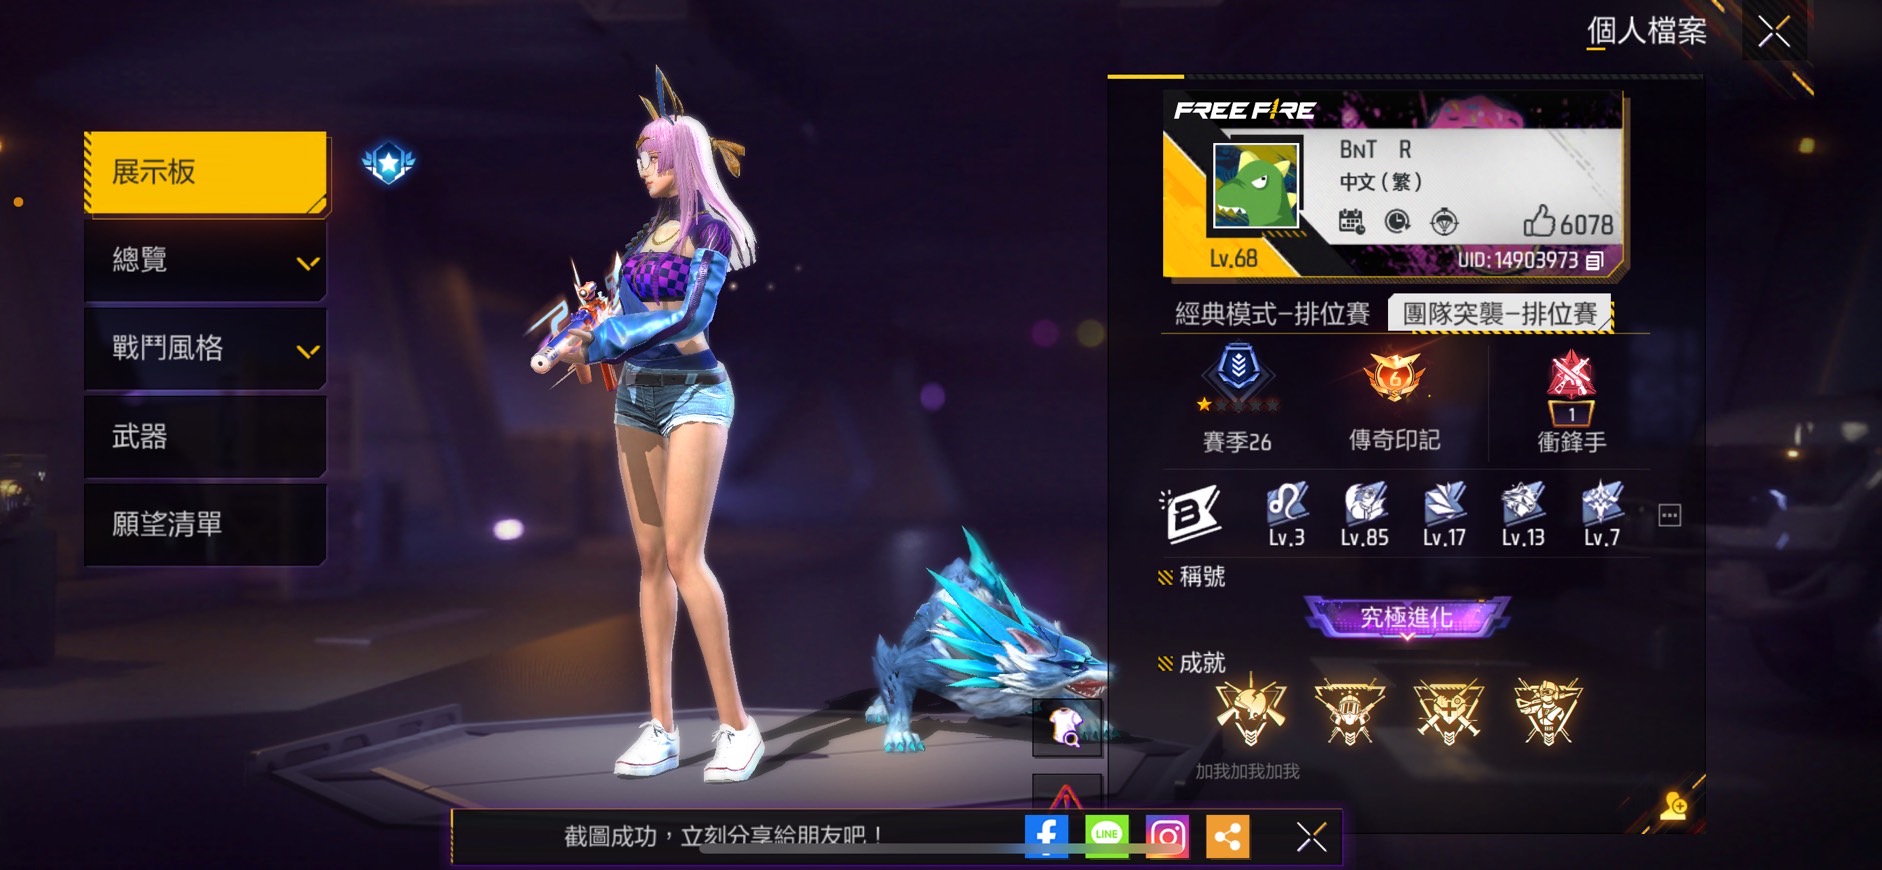 個人檔案
展示板
總覽
戰鬥風格
武器
願望清單
FREE FIRE
BNT R
中文(繁)
6078
Lv.68
UID:14903973
經典模式-排位賽 團隊突襲-排位賽
6
1
賽季26 傳奇印記 衝鋒手
B
Lv.3 Lv.85 Lv.17 Lv.13 Lv.7
稱號
究極進化
成就
加我加我加我
截圖成功,立刻分享給朋友吧!
LINE